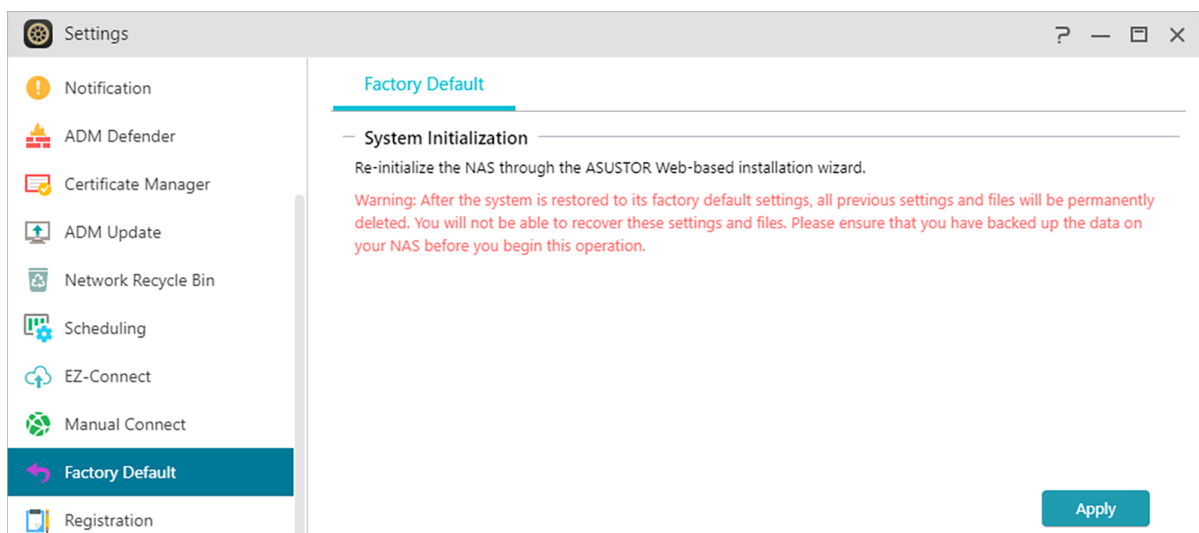 Settings
Notification
ADM Defender
Certificate Manager
ADM Update
Network Recycle Bin
Scheduling
EZ-Connect
Manual Connect
Factory Default
Registration
Factory Default
System Initialization
Re-initialize the NAS through the ASUSTOR Web-based installation wizard.
Warning: After the system is restored to its factory default settings, all previous settings and files will be permanently
deleted. You will not be able to recover these settings and files. Please ensure that you have backed up the data on
your NAS before you begin this operation.
Apply